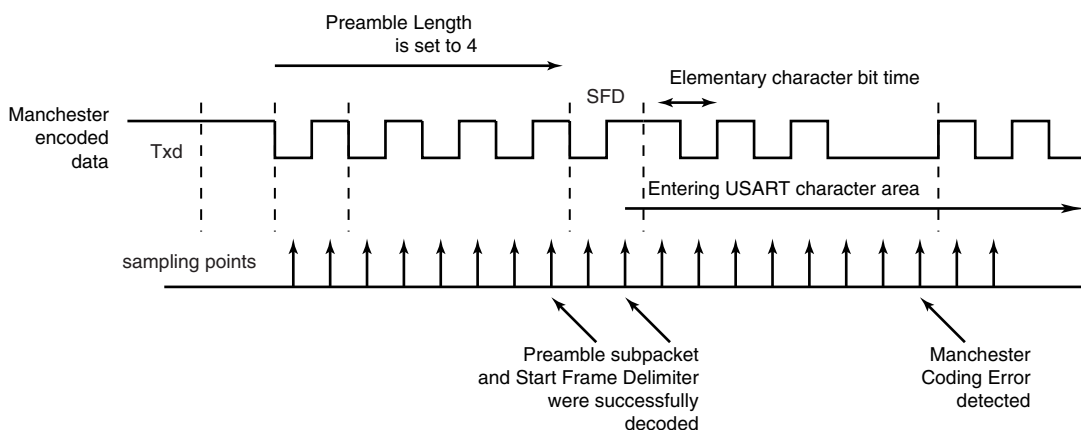 Preamble Length
is set to 4
Elementary character bit time
SFD
Manchester
encoded
data
Txd
Entering USART character area
sampling points
Preamble subpacket
and Start Frame Delimiter
were successfully
decoded
Manchester
Coding Error
detected